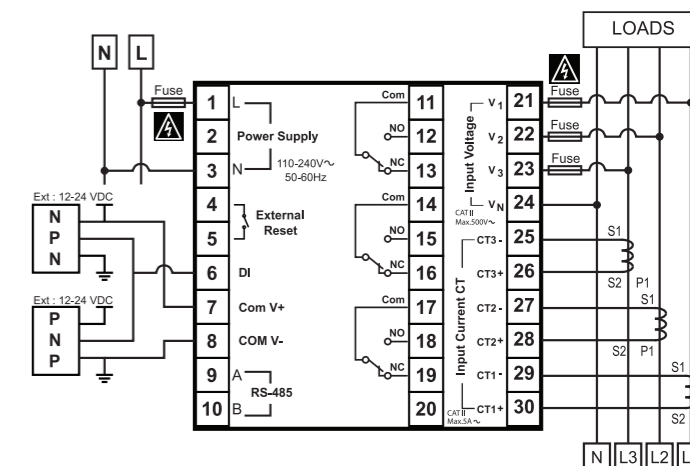 LOADS
N L
Fuse
1 L
2 Power Supply
3 N 110-240V~
50-60Hz
4 External
5 Reset
6 DI
7 Com V+
8 COM V-
9 A
RS-485
10 B
Ext : 12-24 VDC
N
P
N
Ext : 12-24 VDC
P
N
P
Com 11
NO 12
NC 13
Com 14
NO 15
NC 16
Com 17
NO 18
NC 19
20
Input Voltage
V1 21 Fuse
V2 22 Fuse
V3 23 Fuse
VN 24
CAT II
Max.500V~
Input Current CT
CT3- 25 S1
CT3+ 26 S2 P1
CT2- 27 S1
CT2+ 28 S2 P1
CT1- 29 S1
CT1+ 30 S2
CAT II
Max.5A~
N L3 L2 L